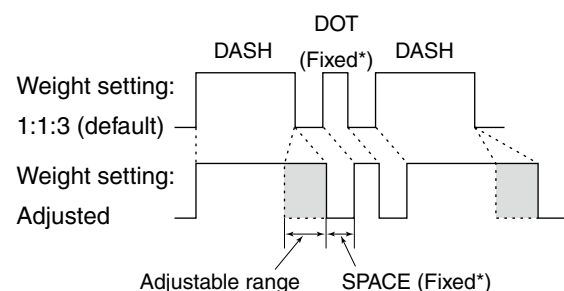 DOT
DASH (Fixed*) DASH
Weight setting:
1:1:3 (default)
Weight setting:
Adjusted
Adjustable range SPACE (Fixed*)